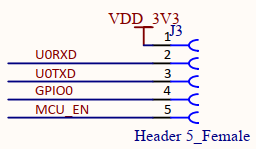 VDD_3V3
J3
1
U0RXD 2
U0TXD 3
GPIO0 4
MCU_EN 5
Header 5_Female